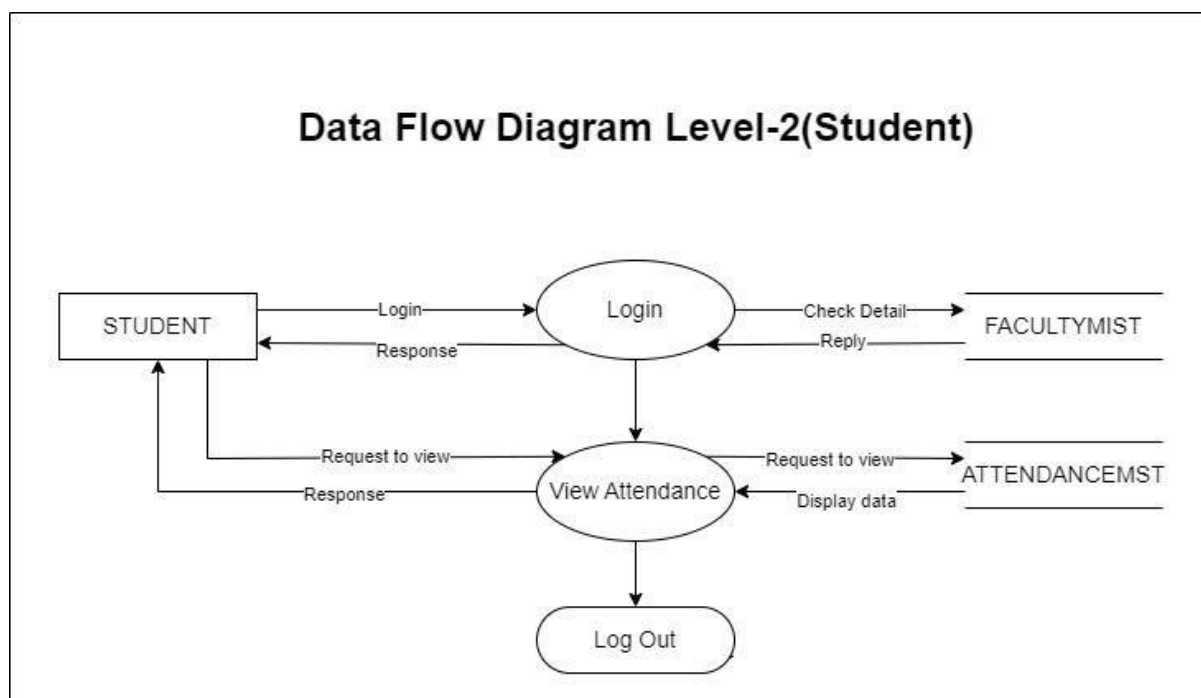 Data Flow Diagram Level-2(Student)
STUDENT
Login
Login
Check Detail
FACULTYMIST
Response
Reply
Request to view
View Attendance
Request to view
ATTENDANCEMST
Response
Display data
Log Out